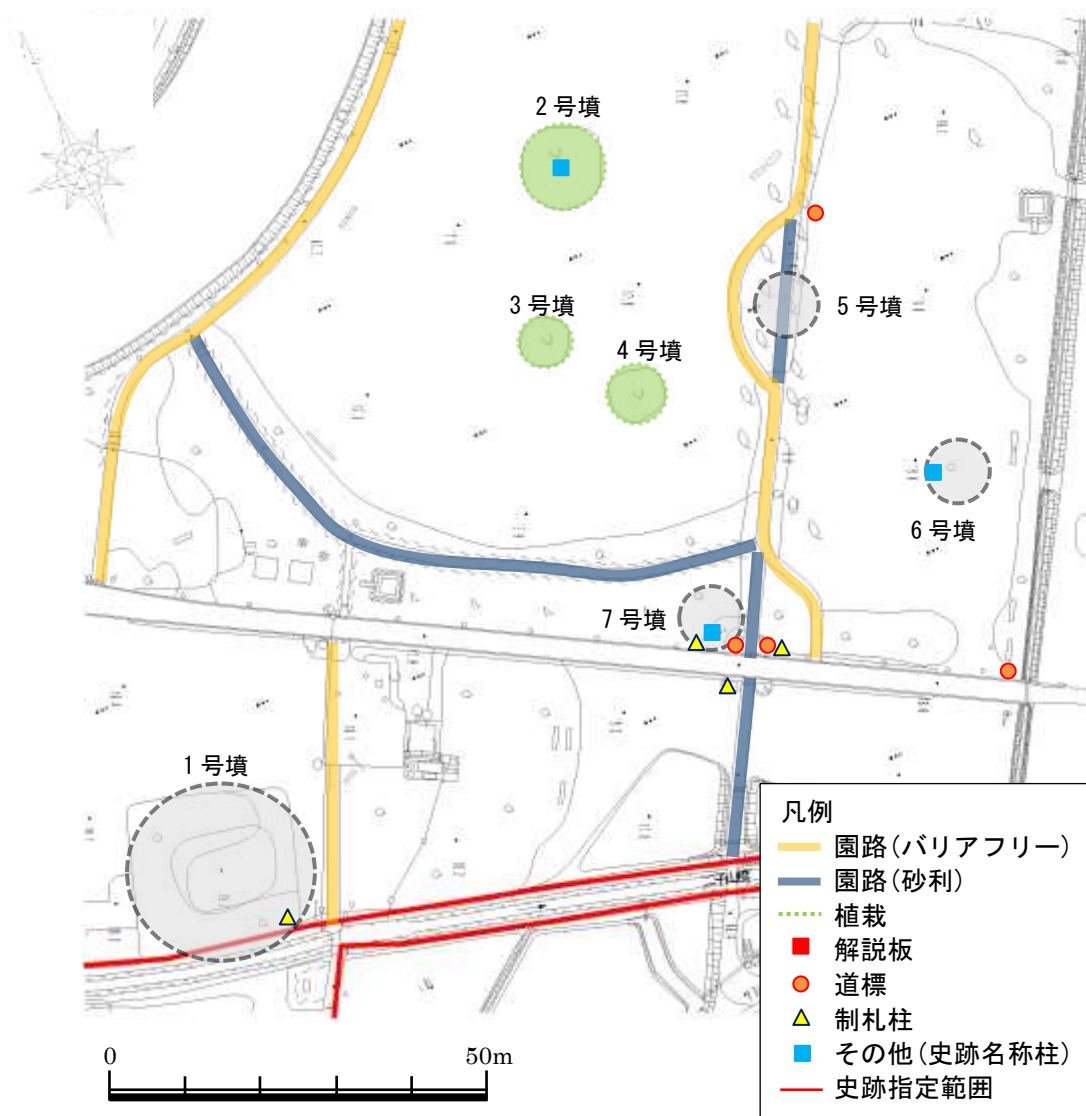 2号墳
3号墳
4号墳
5号墳
6号墳
7号墳
1号墳
0
50m
凡例
園路(バリアフリー)
園路(砂利)
植栽
解説板
道標
制札柱
その他(史跡名称柱)
史跡指定範囲